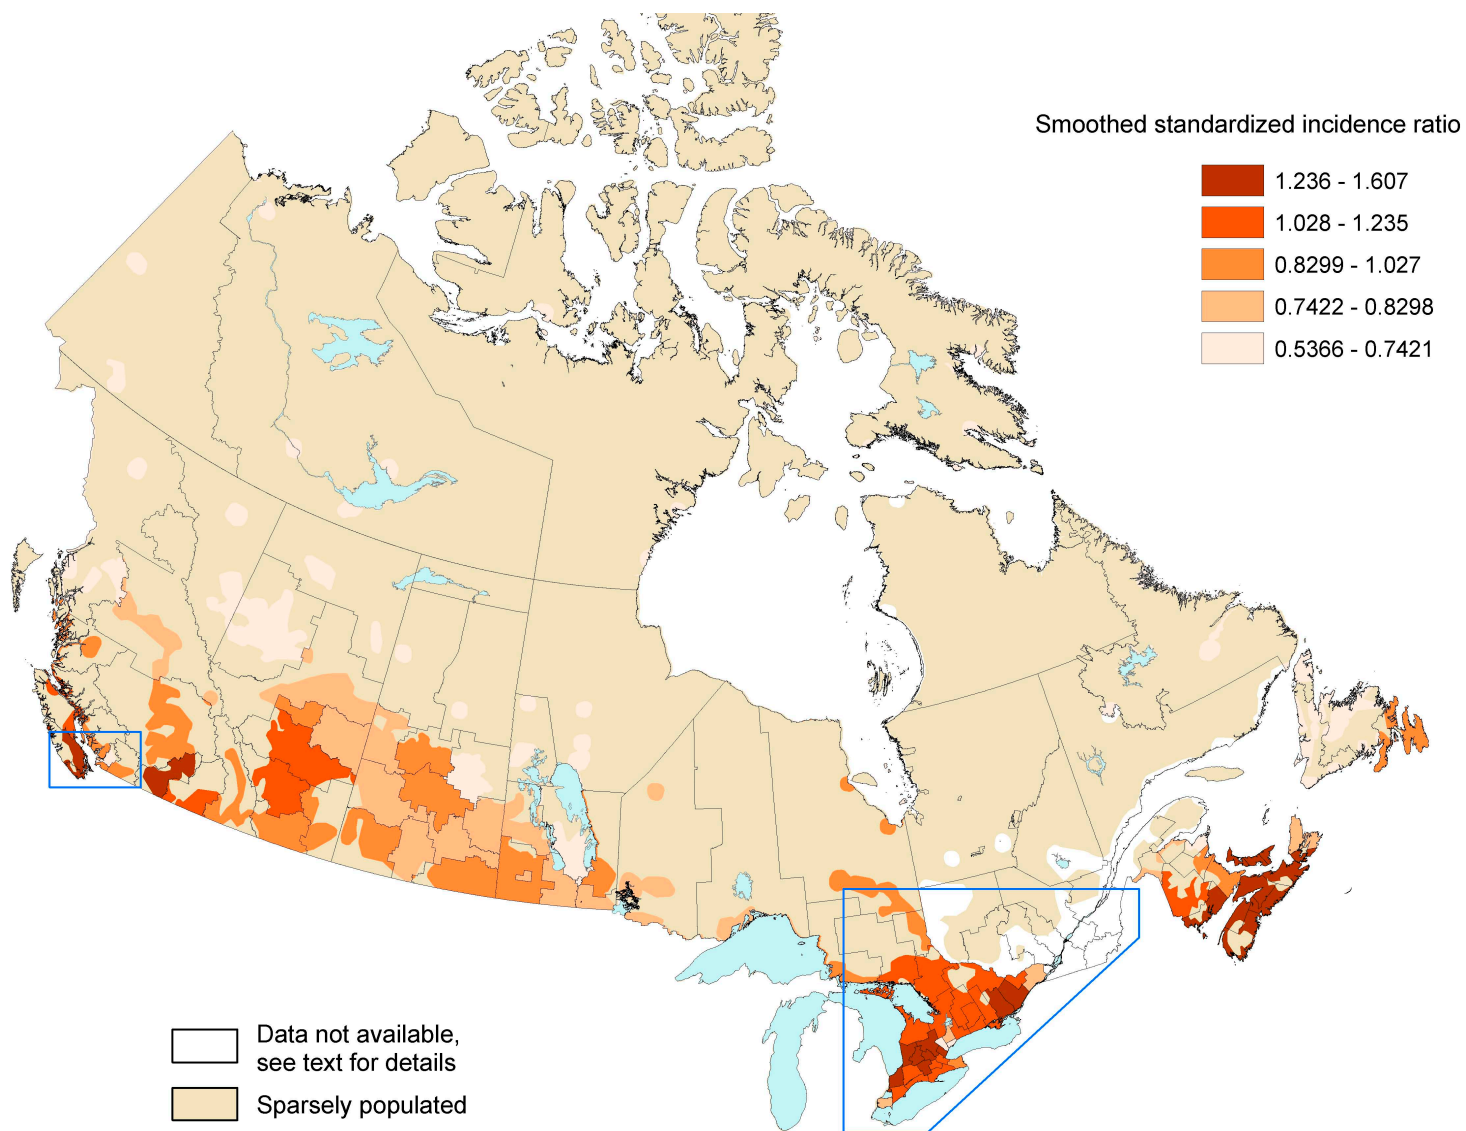 Smoothed standardized incidence ratio
1.236 - 1.607
1.028 - 1.235
0.8299 - 1.027
0.7422 - 0.8298
0.5366 - 0.7421
Data not available,
see text for details
Sparsely populated